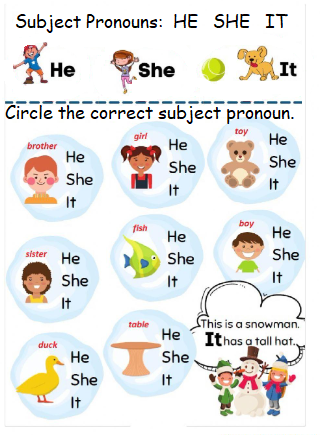 Subject Pronouns: HE SHE IT
He
She
It
Circle the correct subject pronoun.
brother
He
She
It
girl
He
She
It
toy
He
She
It
sister
He
She
It
fish
He
She
It
boy
He
She
It
duck
He
She
It
table
He
She
It
This is a snowman.
It has a tall hat.